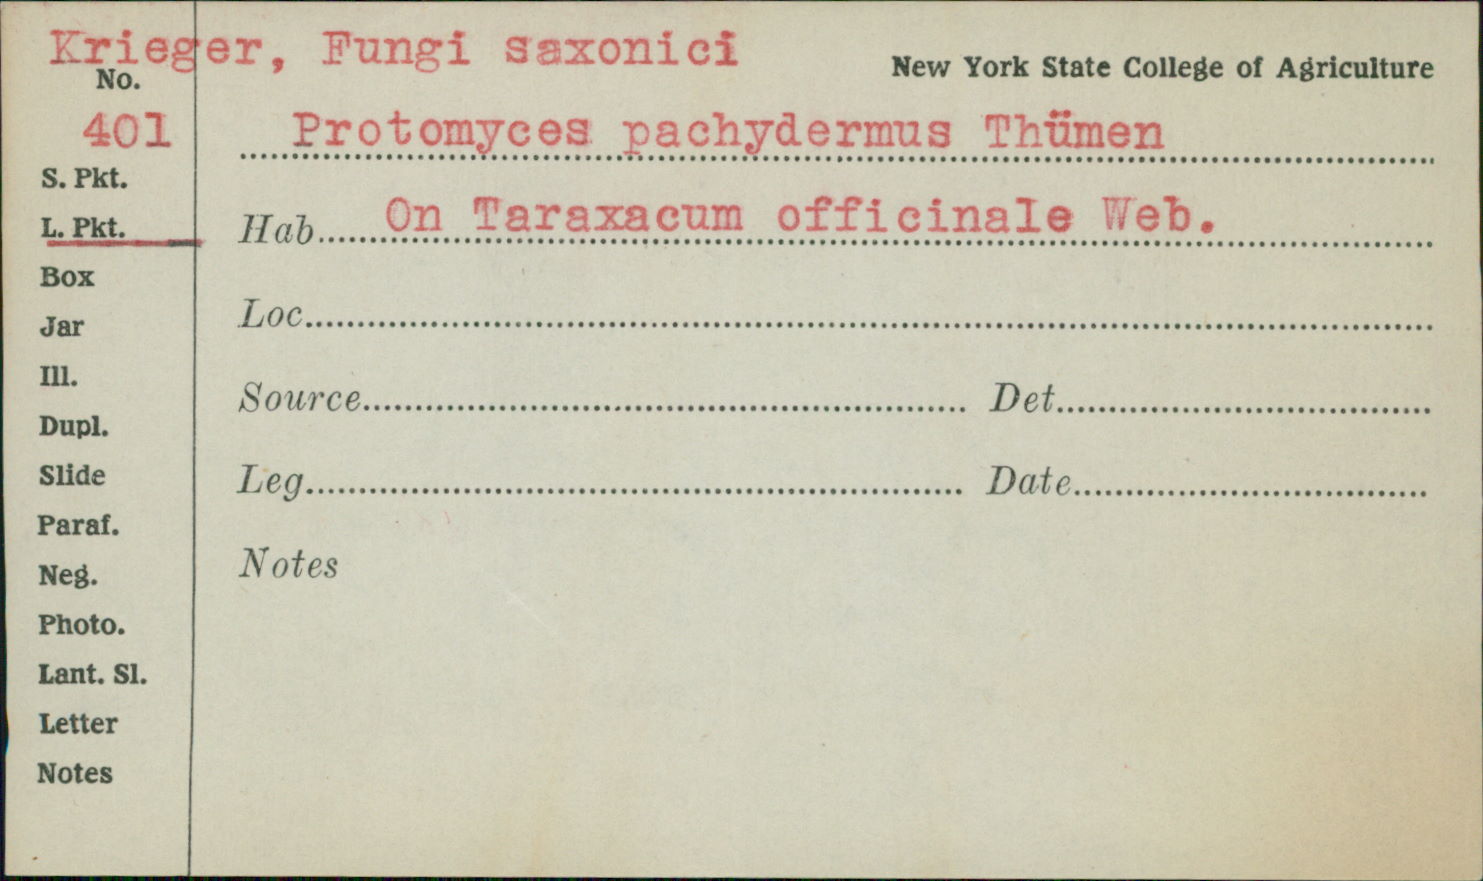 Krieger, Fungi saxonici
New York State College of Agriculture
No.
401
Protomyces pachydermus Thümen
S. Pkt.
L. Pkt.
Hab. On Taraxacum officinale Web.
Box
Loc.
Jar
Ill.
Source Det.
Dupl.
Slide
Leg. Date
Paraf.
Notes
Neg.
Photo.
Lant. Sl.
Letter
Notes